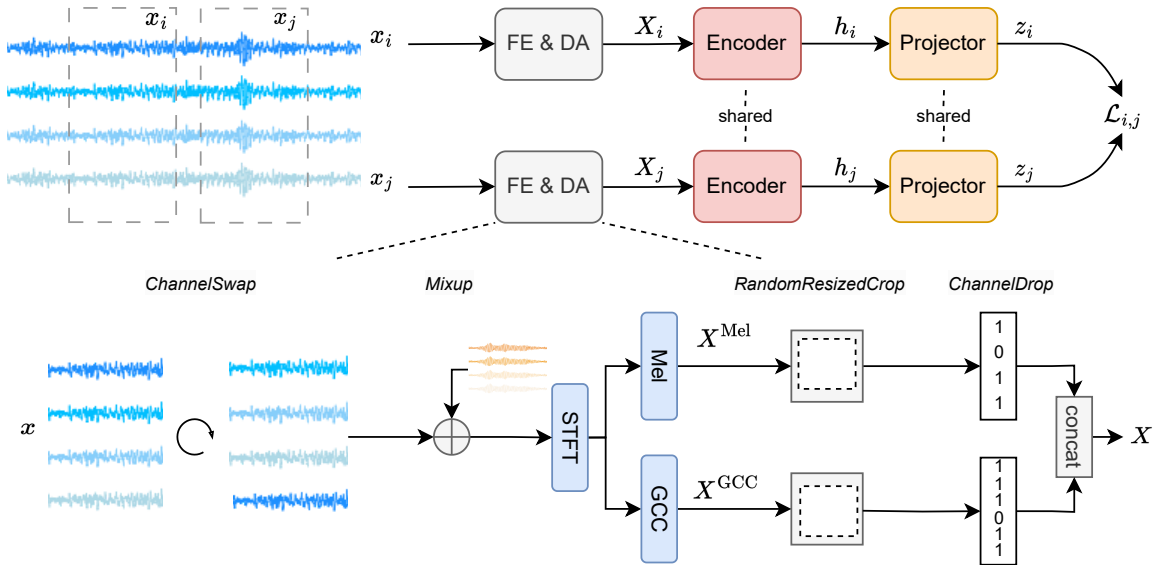 x_i x_j
x_i FE & DA X_i Encoder h_i Projector z_i
shared shared
L_{i,j}
x_j FE & DA X_j Encoder h_j Projector z_j
ChannelSwap Mixup RandomResizedCrop ChannelDrop
x
STFT
Mel X^Mel
1
0
1
1
GCC X^GCC
1
1
1
0
1
1
concat X